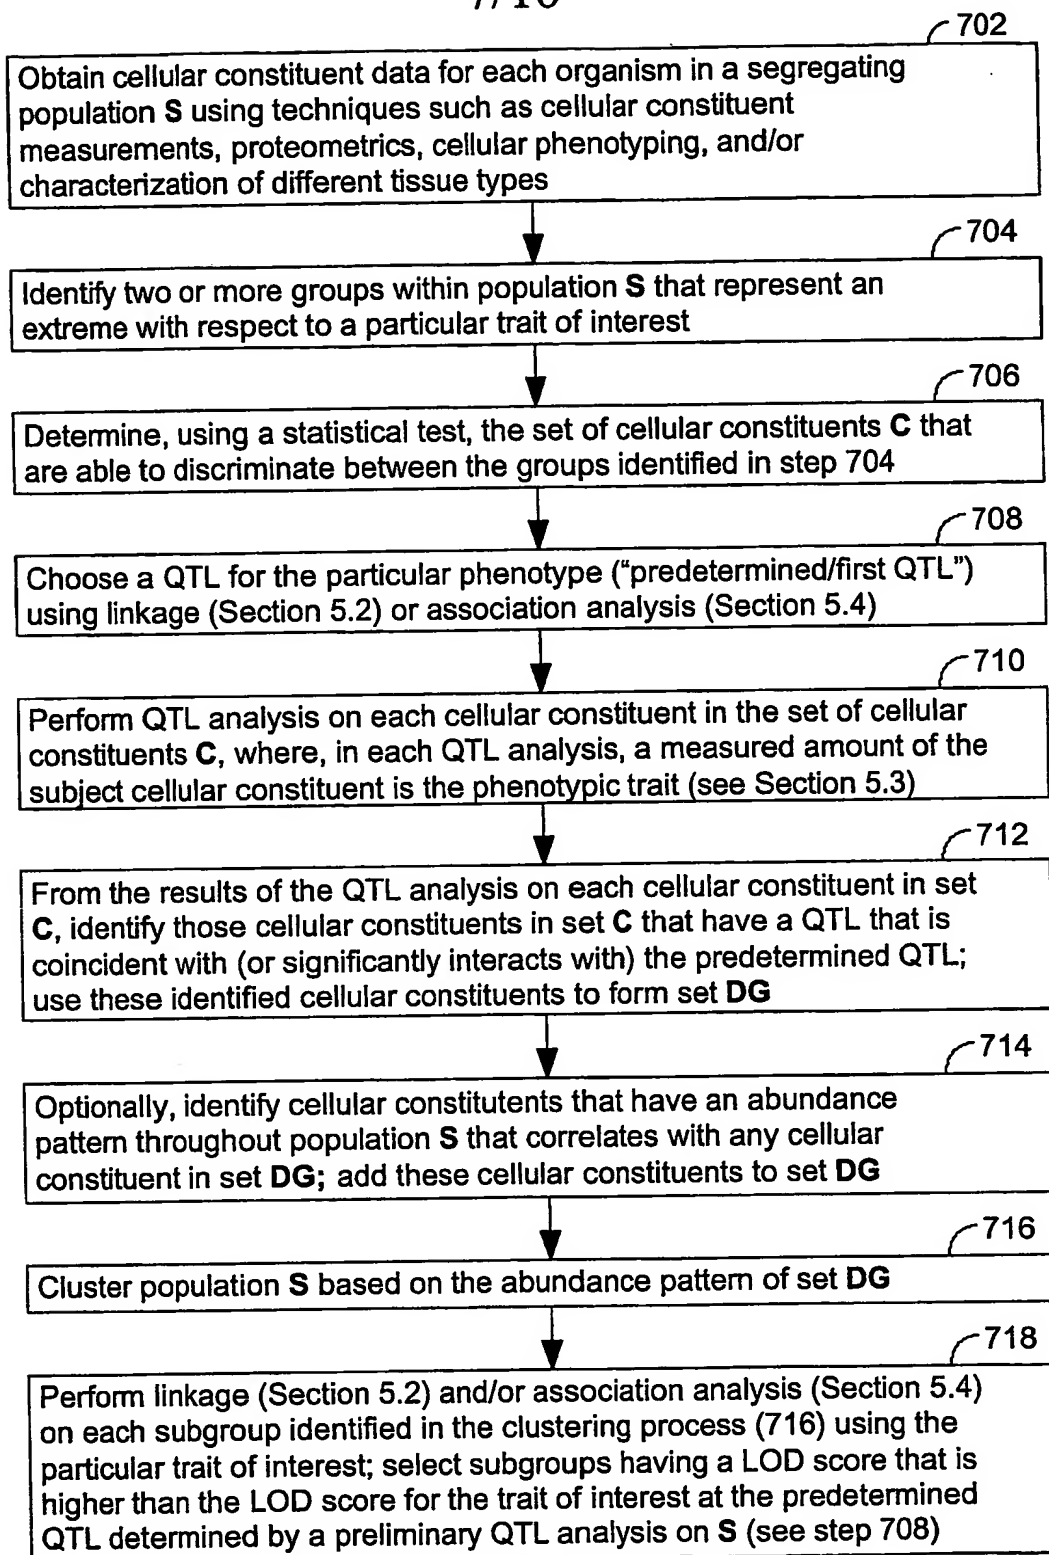 702
Obtain cellular constituent data for each organism in a segregating
population S using techniques such as cellular constituent
measurements, proteometrics, cellular phenotyping, and/or
characterization of different tissue types
704
Identify two or more groups within population S that represent an
extreme with respect to a particular trait of interest
706
Determine, using a statistical test, the set of cellular constituents C that
are able to discriminate between the groups identified in step 704
708
Choose a QTL for the particular phenotype (“predetermined/first QTL”)
using linkage (Section 5.2) or association analysis (Section 5.4)
710
Perform QTL analysis on each cellular constituent in the set of cellular
constituents C, where, in each QTL analysis, a measured amount of the
subject cellular constituent is the phenotypic trait (see Section 5.3)
712
From the results of the QTL analysis on each cellular constituent in set
C, identify those cellular constituents in set C that have a QTL that is
coincident with (or significantly interacts with) the predetermined QTL;
use these identified cellular constituents to form set DG
714
Optionally, identify cellular constitutents that have an abundance
pattern throughout population S that correlates with any cellular
constituent in set DG; add these cellular constituents to set DG
716
Cluster population S based on the abundance pattern of set DG
718
Perform linkage (Section 5.2) and/or association analysis (Section 5.4)
on each subgroup identified in the clustering process (716) using the
particular trait of interest; select subgroups having a LOD score that is
higher than the LOD score for the trait of interest at the predetermined
QTL determined by a preliminary QTL analysis on S (see step 708)